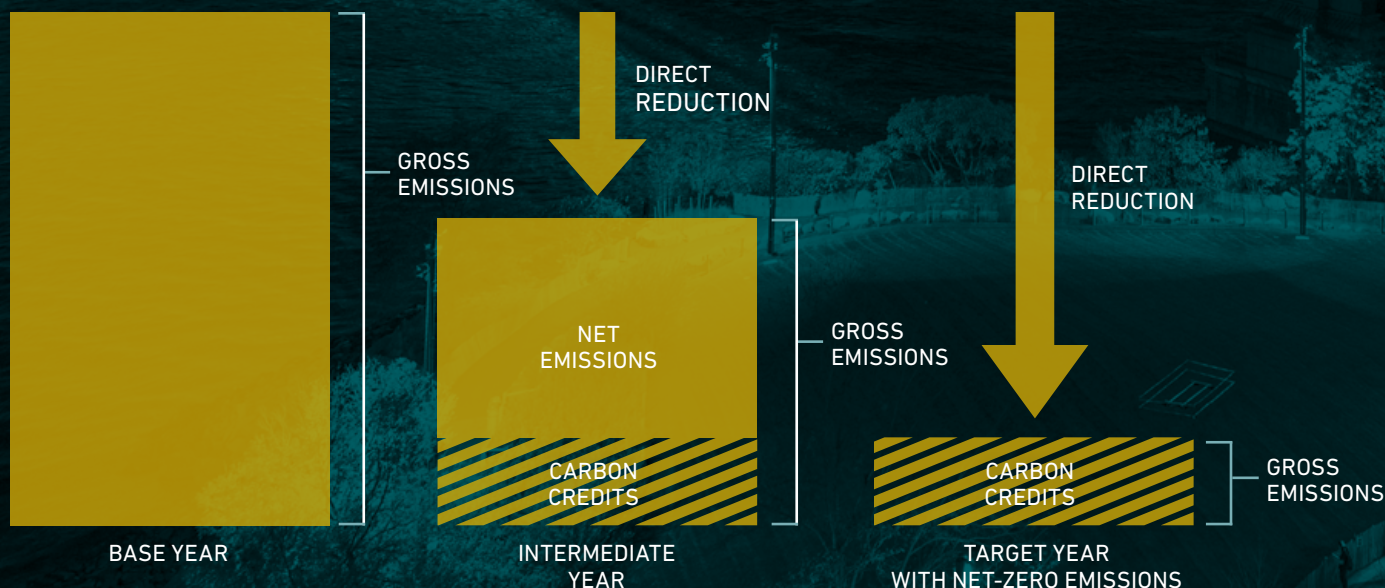 GROSS
EMISSIONS
BASE YEAR
DIRECT
REDUCTION
NET
EMISSIONS
CARBON
CREDITS
GROSS
EMISSIONS
INTERMEDIATE
YEAR
DIRECT
REDUCTION
CARBON
CREDITS
GROSS
EMISSIONS
TARGET YEAR
WITH NET-ZERO EMISSIONS